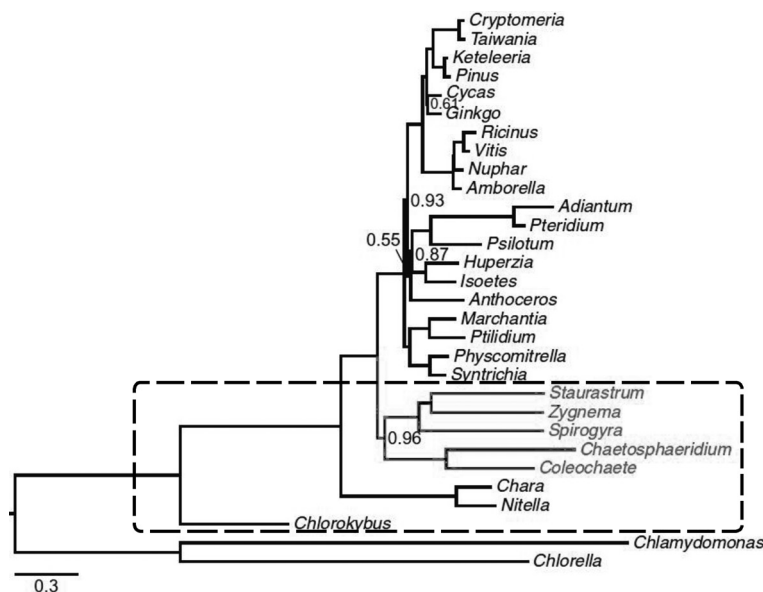 Cryptomeria
Taiwania
Keteleeria
Pinus
Cycas
0.61
Ginkgo
Ricinus
Vitis
Nuphar
Amborella
0.93
Adiantum
Pteridium
0.55
Psilotum
0.87
Huperzia
Isoetes
Anthoceros
Marchantia
Ptilidium
Physcomitrella
Syntrichia
Staurastrum
Zygnema
Spirogyra
0.96
Chaetosphaeridium
Coleochaete
Chara
Nitella
Chlorokybus
Chlamydomonas
Chlorella
0.3